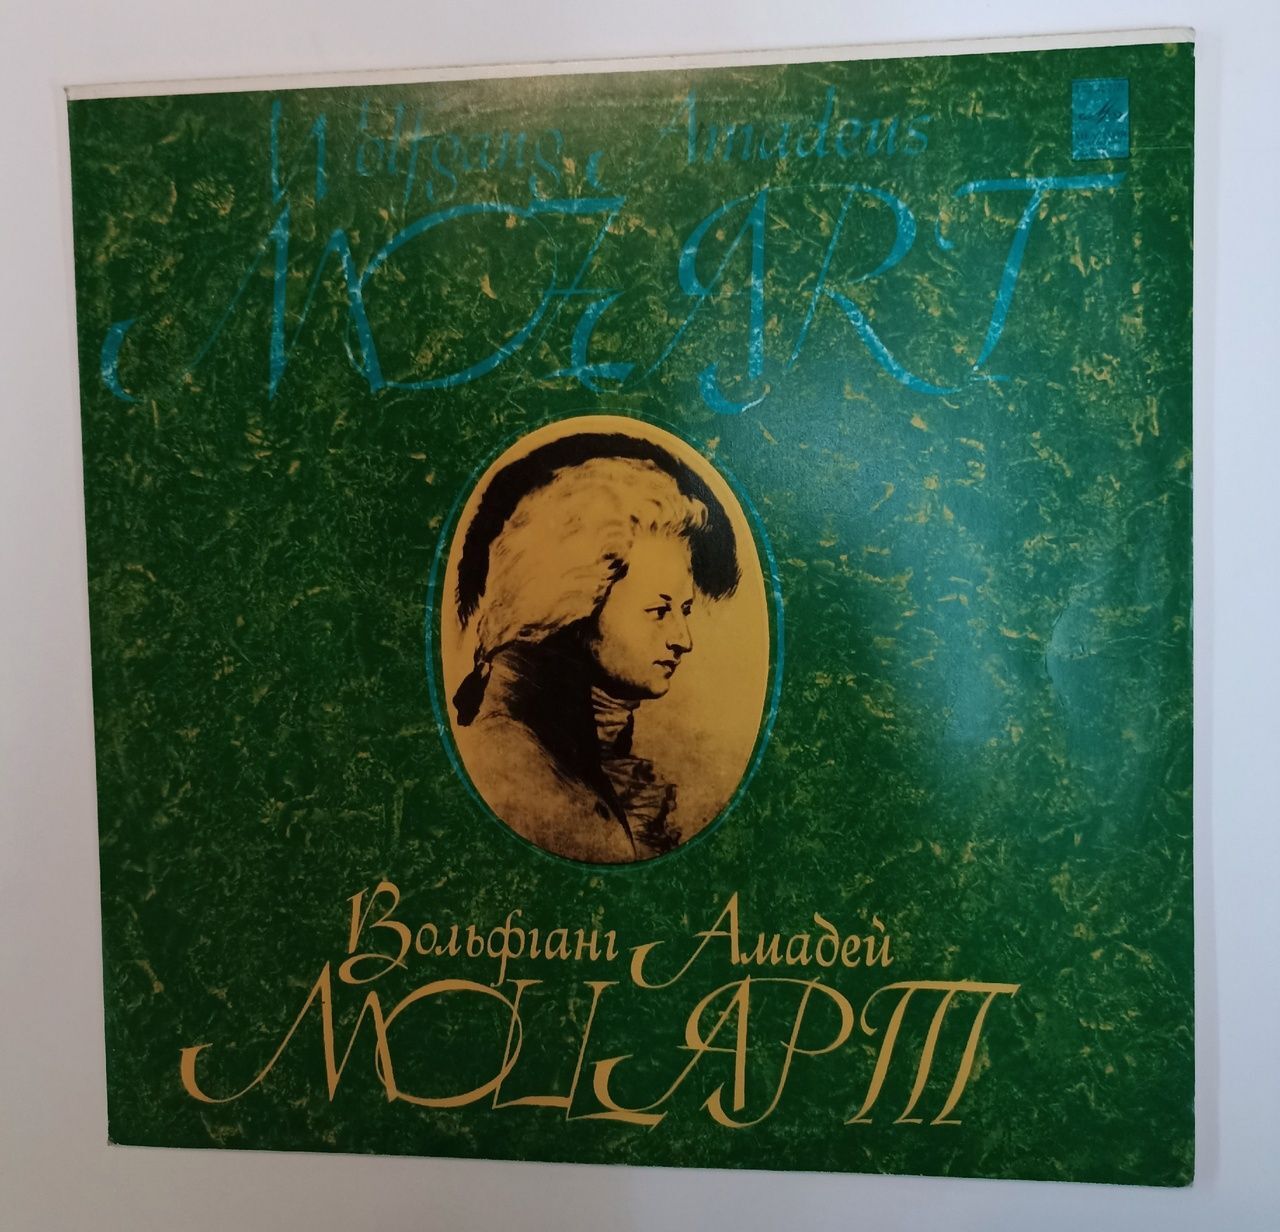 Wolfgang Amadeus
MOZART
Вольфганг Амадей
МОЦАРТ